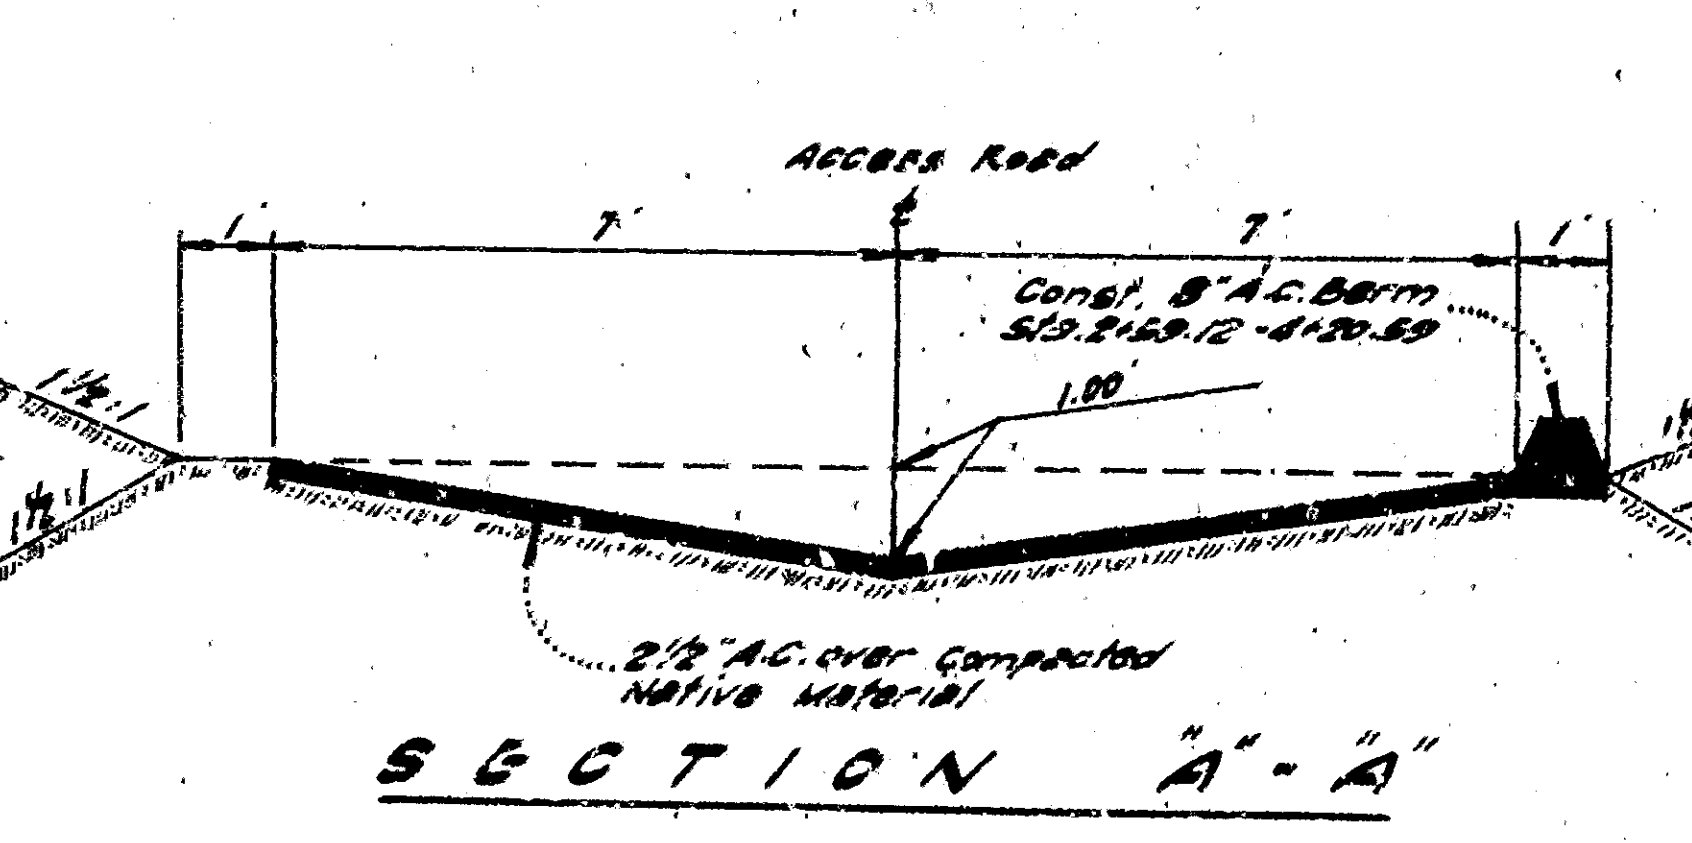 Access Road
℄
1' 7' 7' 1'
Const. 8" A.C. Berm
Sta. 2+59.12 - 4+20.59
1.00'
1½:1
1½:1
2½" A.C. over Compacted
Native Material
SECTION "A" - "A"